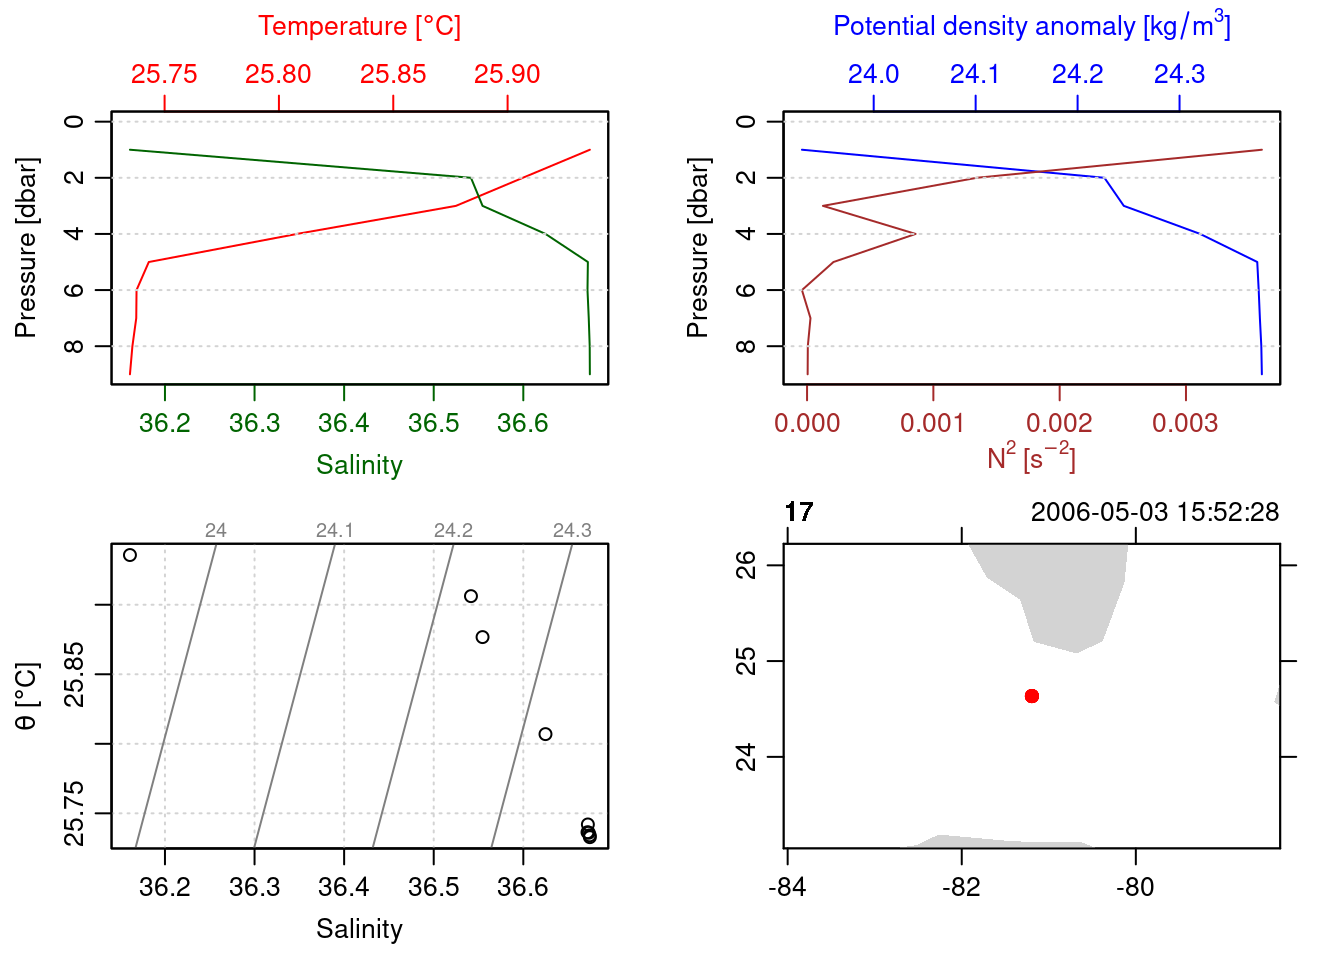 Temperature [°C]
25.75 25.80 25.85 25.90
Pressure [dbar]
0 2 4 6 8
36.2 36.3 36.4 36.5 36.6
Salinity
Potential density anomaly [kg/m³]
24.0 24.1 24.2 24.3
Pressure [dbar]
0 2 4 6 8
0.000 0.001 0.002 0.003
N² [s⁻²]
24 24.1 24.2 24.3
θ [°C]
25.85
25.75
36.2 36.3 36.4 36.5 36.6
Salinity
17 2006-05-03 15:52:28
26
25
24
-84 -82 -80